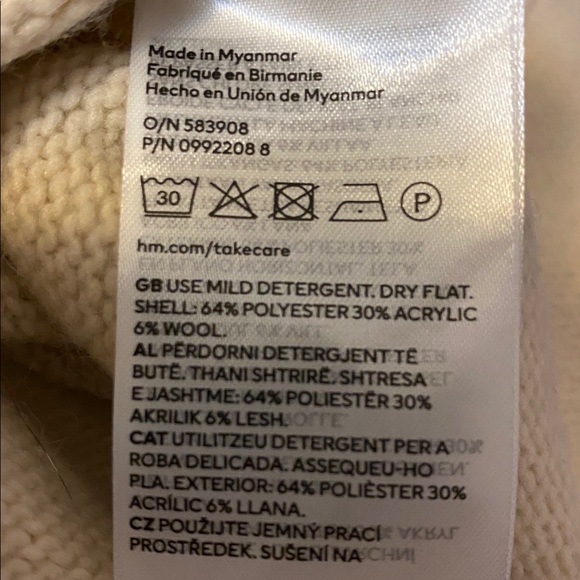 Made in Myanmar
Fabriqué en Birmanie
Hecho en Unión de Myanmar
O/N 583908
P/N 0992208 8
30
P
hm.com/takecare
GB USE MILD DETERGENT. DRY FLAT.
SHELL: 64% POLYESTER 30% ACRYLIC
6% WOOL.
AL PËRDORNI DETERGJENT TË
BUTË. THANI SHTRIRË. SHTRESA
E JASHTME: 64% POLIESTËR 30%
AKRILIK 6% LESH.
CAT UTILITZEU DETERGENT PER A
ROBA DELICADA. ASSEQUEU-HO
PLA. EXTERIOR: 64% POLIÈSTER 30%
ACRÍLIC 6% LLANA.
CZ POUŽIJTE JEMNÝ PRACÍ
PROSTŘEDEK. SUŠENÍ NA